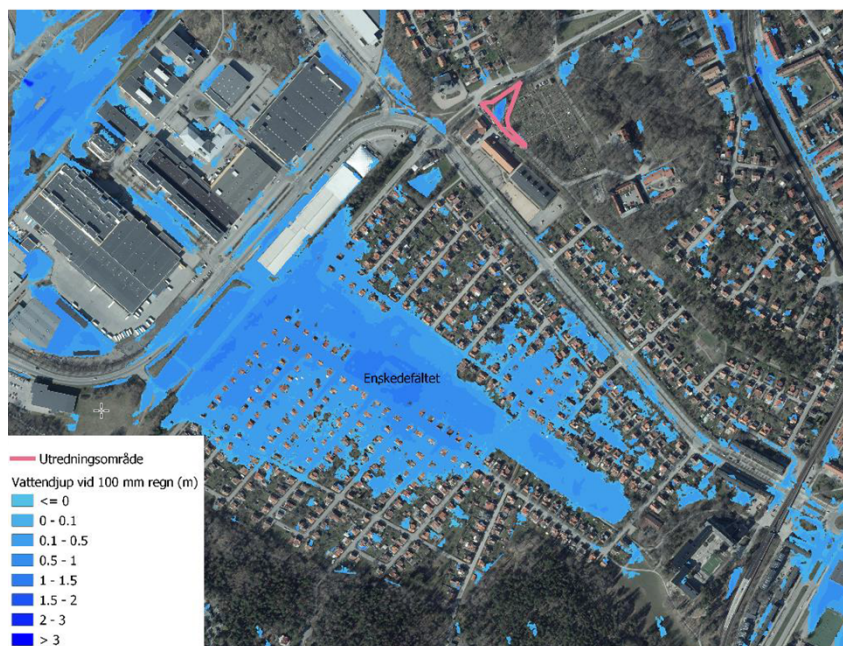 Enskedefältet
Utredningsområde
Vattendjup vid 100 mm regn (m)
<= 0
0 - 0.1
0.1 - 0.5
0.5 - 1
1 - 1.5
1.5 - 2
2 - 3
> 3